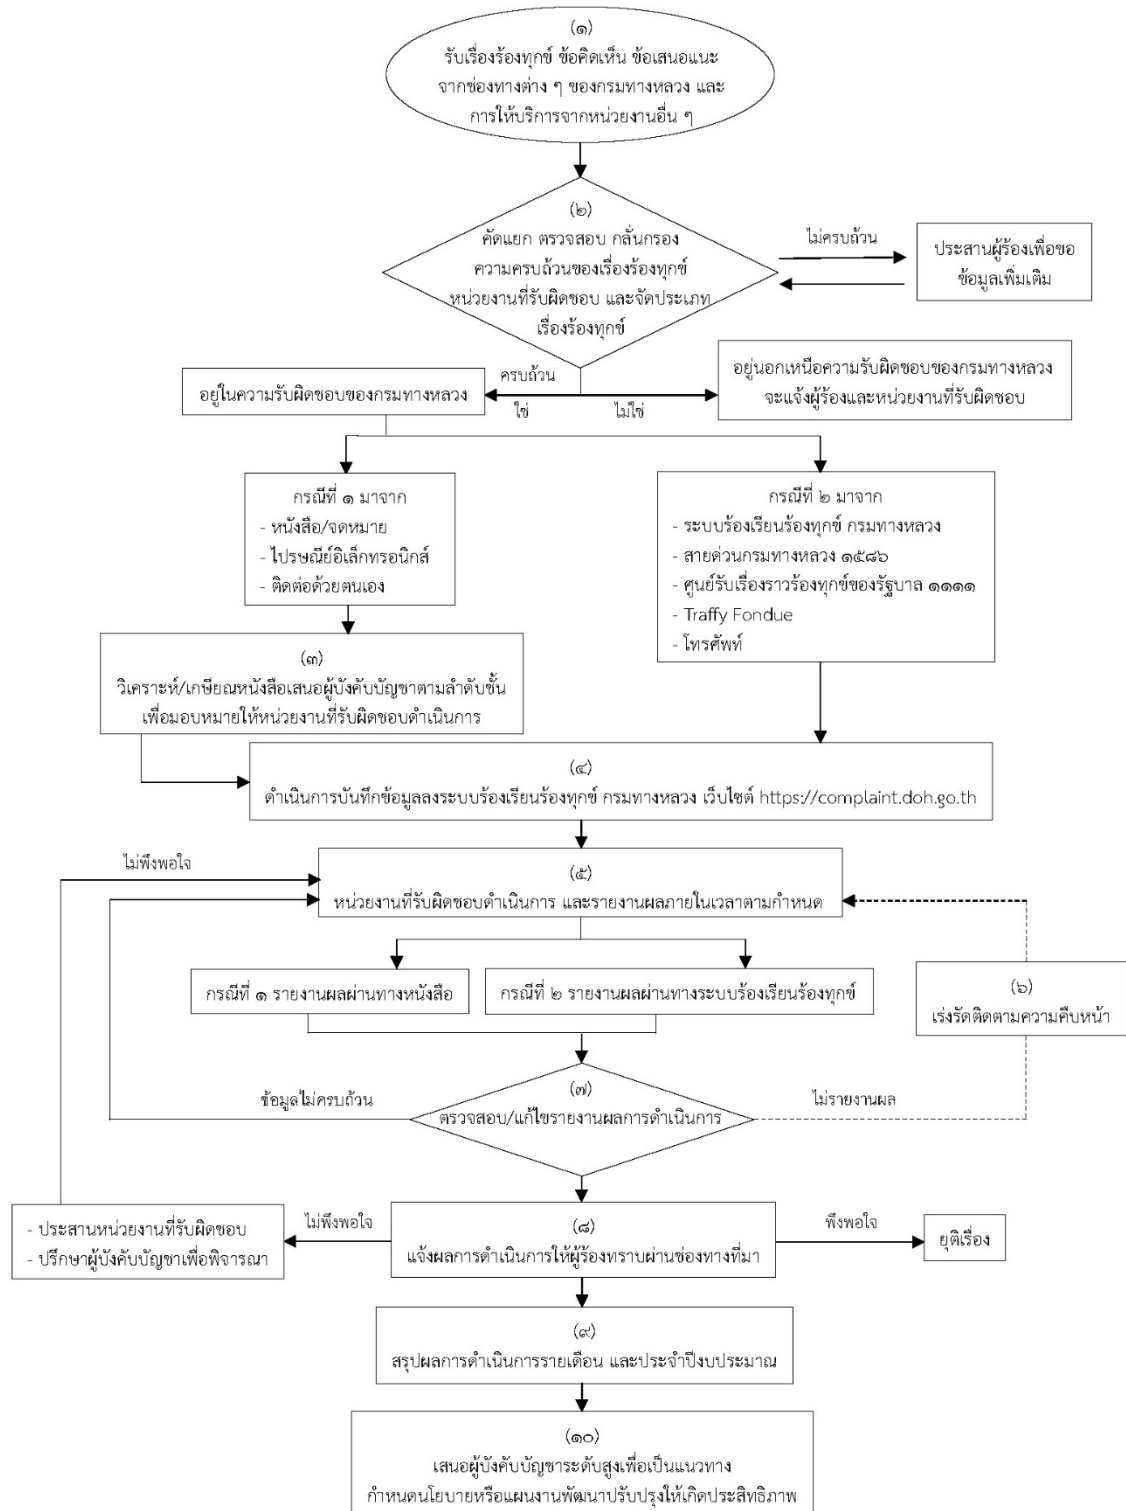 (๑)
รับเรื่องร้องทุกข์ ข้อคิดเห็น ข้อเสนอแนะ
จากช่องทางต่าง ๆ ของกรมทางหลวง และ
การให้บริการจากหน่วยงานอื่น ๆ
(๒)
คัดแยก ตรวจสอบ กลั่นกรอง
ความครบถ้วนของเรื่องร้องทุกข์
หน่วยงานที่รับผิดชอบ และจัดประเภท
เรื่องร้องทุกข์
ไม่ครบถ้วน
ประสานผู้ร้องเพื่อขอ
ข้อมูลเพิ่มเติม
ครบถ้วน
อยู่ในความรับผิดชอบของกรมทางหลวง
ใช่
ไม่ใช่
อยู่นอกเหนือความรับผิดชอบของกรมทางหลวง
จะแจ้งผู้ร้องและหน่วยงานที่รับผิดชอบ
กรณีที่ ๑ มาจาก
- หนังสือ/จดหมาย
- ไปรษณีย์อิเล็กทรอนิกส์
- ติดต่อด้วยตนเอง
กรณีที่ ๒ มาจาก
- ระบบร้องเรียนร้องทุกข์ กรมทางหลวง
- สายด่วนกรมทางหลวง ๑๕๘๖
- ศูนย์รับเรื่องราวร้องทุกข์ของรัฐบาล ๑๑๑๑
- Traffy Fondue
- โทรศัพท์
(๓)
วิเคราะห์/เกษียณหนังสือเสนอผู้บังคับบัญชาตามลำดับชั้น
เพื่อมอบหมายให้หน่วยงานที่รับผิดชอบดำเนินการ
(๔)
ดำเนินการบันทึกข้อมูลลงระบบร้องเรียนร้องทุกข์ กรมทางหลวง เว็บไซต์ https://complaint.doh.go.th
ไม่พึงพอใจ
(๕)
หน่วยงานที่รับผิดชอบดำเนินการ และรายงานผลภายในเวลาตามกำหนด
กรณีที่ ๑ รายงานผลผ่านทางหนังสือ
กรณีที่ ๒ รายงานผลผ่านทางระบบร้องเรียนร้องทุกข์
(๖)
เร่งรัดติดตามความคืบหน้า
ข้อมูลไม่ครบถ้วน
(๗)
ตรวจสอบ/แก้ไขรายงานผลการดำเนินการ
ไม่รายงานผล
- ประสานหน่วยงานที่รับผิดชอบ
- ปรึกษาผู้บังคับบัญชาเพื่อพิจารณา
ไม่พึงพอใจ
(๘)
แจ้งผลการดำเนินการให้ผู้ร้องทราบผ่านช่องทางที่มา
พึงพอใจ
ยุติเรื่อง
(๙)
สรุปผลการดำเนินการรายเดือน และประจำปีงบประมาณ
(๑๐)
เสนอผู้บังคับบัญชาระดับสูงเพื่อเป็นแนวทาง
กำหนดนโยบายหรือแผนงานพัฒนาปรับปรุงให้เกิดประสิทธิภาพ